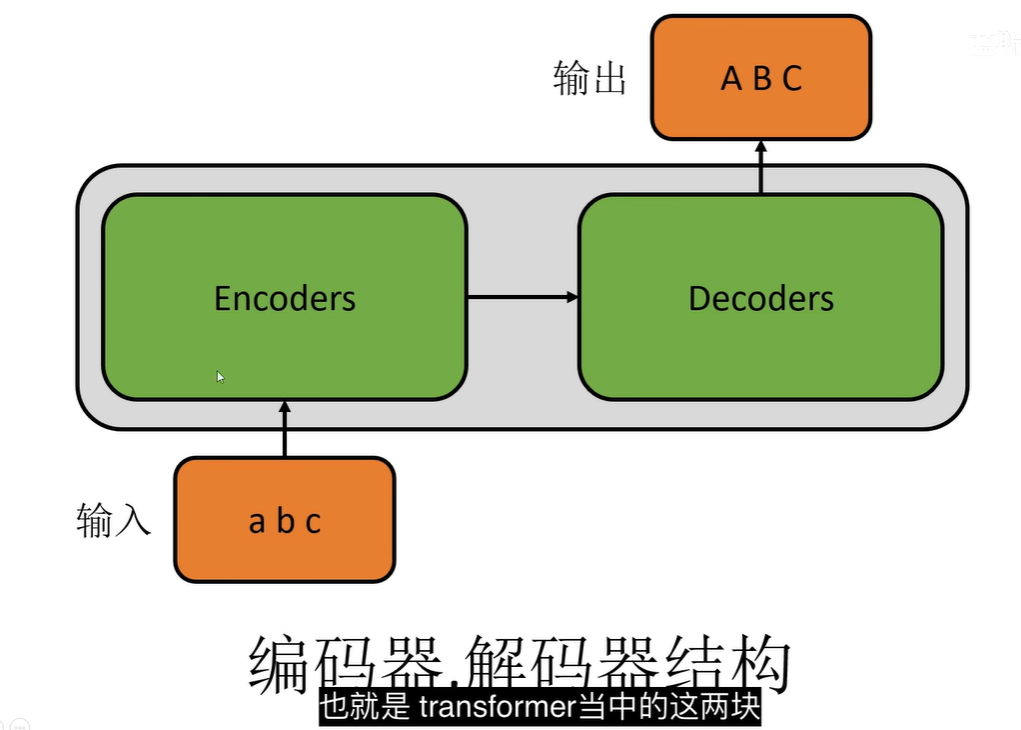 输出
A B C
Encoders
Decoders
输入
a b c
编码器.解码器结构
也就是 transformer当中的这两块